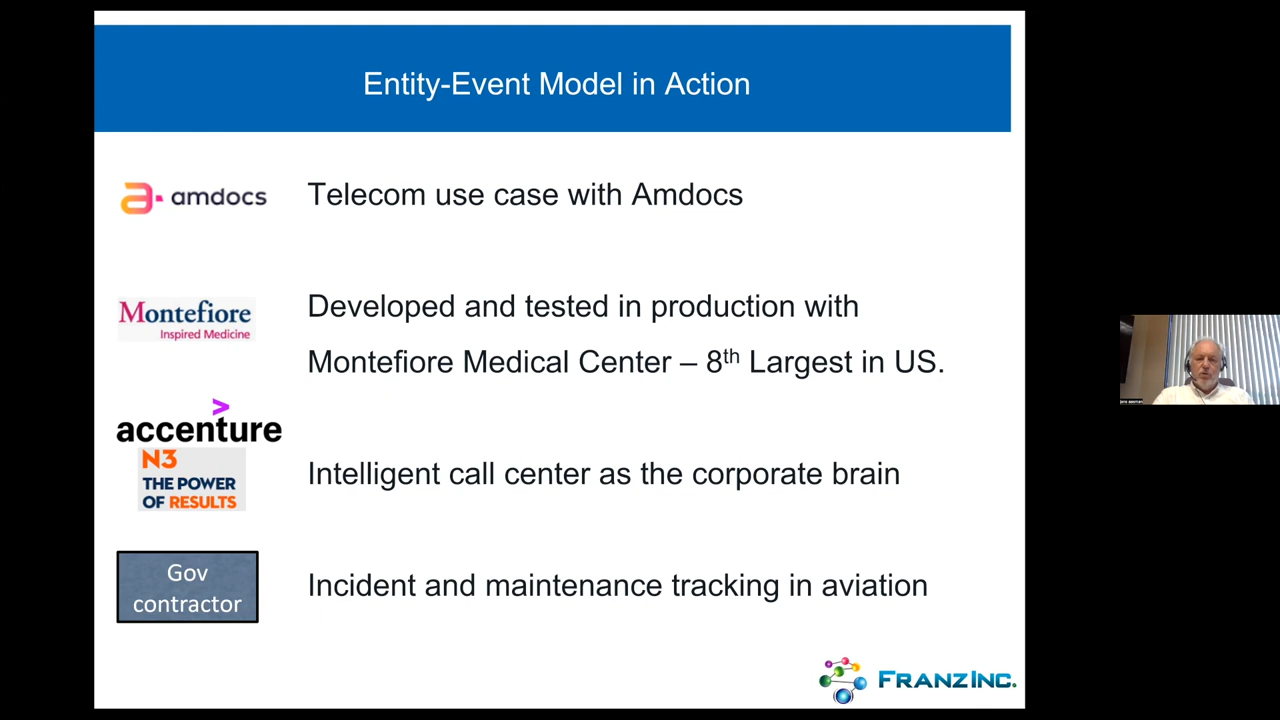 Entity-Event Model in Action
amdocs
Telecom use case with Amdocs
Montefiore
Inspired Medicine
Developed and tested in production with
Montefiore Medical Center – 8th Largest in US.
>
accenture
N3
THE POWER
OF RESULTS
Intelligent call center as the corporate brain
Gov
contractor
Incident and maintenance tracking in aviation
FRANZ INC.